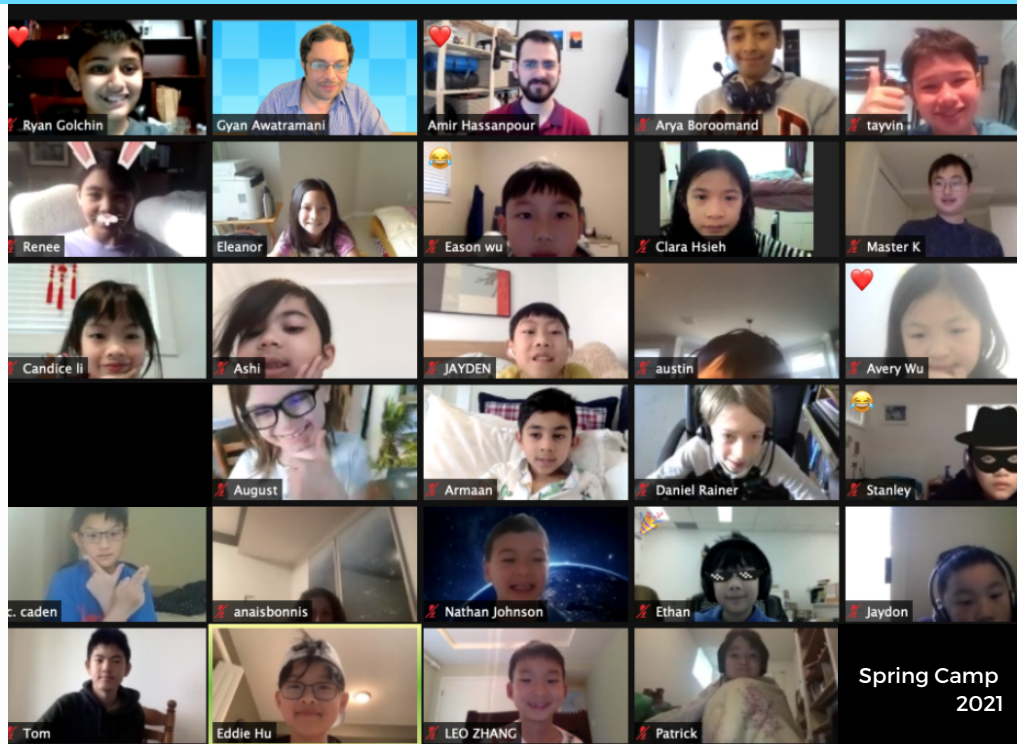 Ryan Golchin
Gyan Awatramani
Amir Hassanpour
Arya Boroomand
tayvin
Renee
Eleanor
Eason wu
Clara Hsieh
Master K
Candice li
Ashi
JAYDEN
austin
Avery Wu
August
Armaan
Daniel Rainer
Stanley
c. caden
anaisbonnis
Nathan Johnson
Ethan
Jaydon
Tom
Eddie Hu
LEO ZHANG
Patrick
Spring Camp
2021